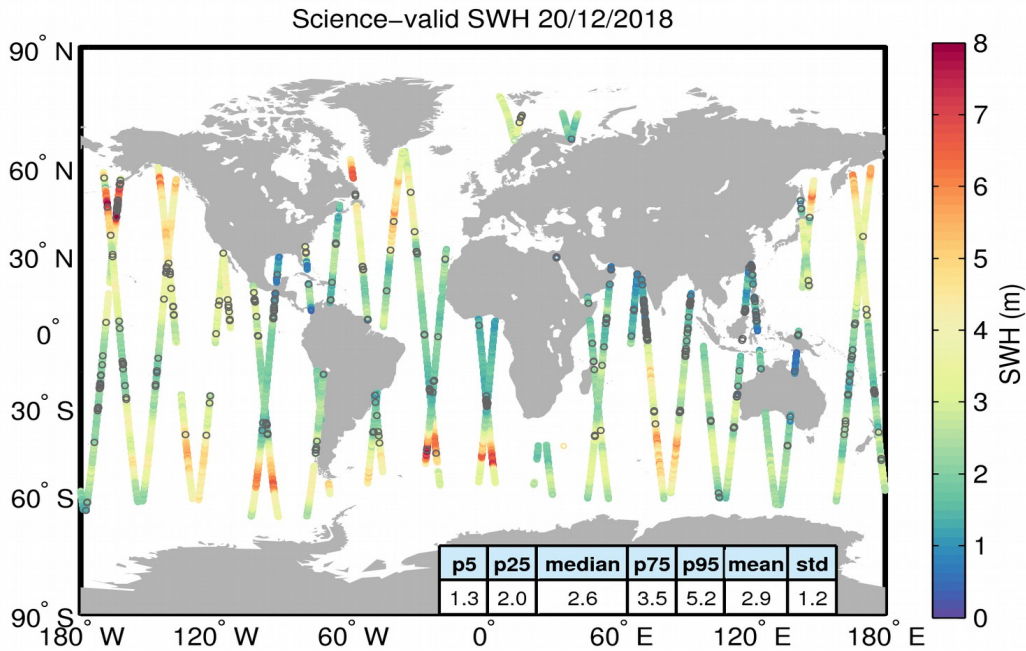 Science−valid SWH 20/12/2018
90° N
60° N
30° N
0°
30° S
60° S
90° S
180° W
120° W
60° W
0°
60° E
120° E
180° E
8
7
6
5
4
3
2
1
0
SWH (m)
p5 p25 median p75 p95 mean std
1.3 2.0 2.6 3.5 5.2 2.9 1.2